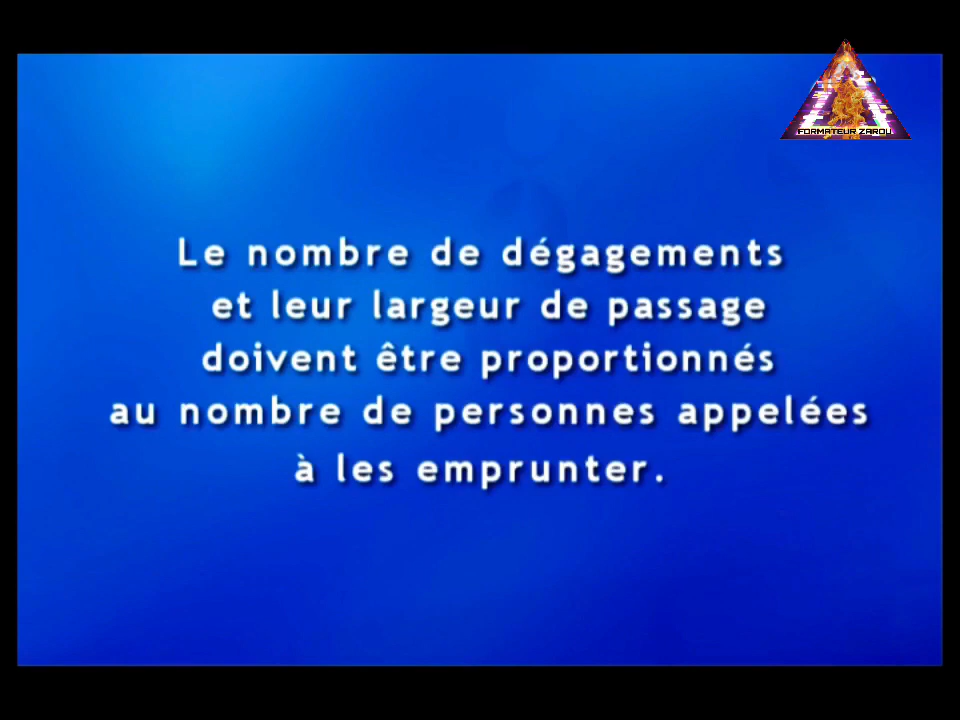 FORMATEUR ZAROU
Le nombre de dégagements
et leur largeur de passage
doivent être proportionnés
au nombre de personnes appelées
à les emprunter.